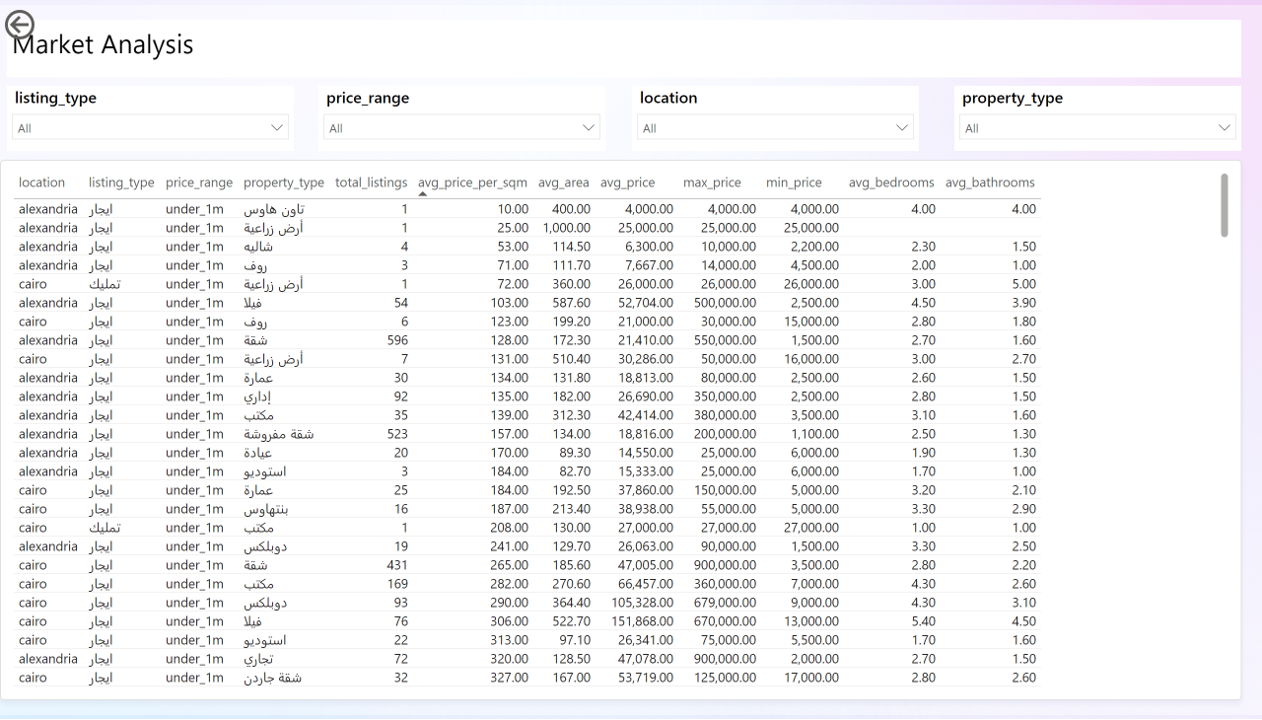 Market Analysis
listing_type price_range location property_type
All All All All
location listing_type price_range property_type total_listings avg_price_per_sqm avg_area avg_price max_price min_price avg_bedrooms avg_bathrooms
alexandria ايجار under_1m تاون هاوس 1 10.00 400.00 4,000.00 4,000.00 4,000.00 4.00 4.00
alexandria ايجار under_1m أرض زراعية 1 25.00 1,000.00 25,000.00 25,000.00 25,000.00
alexandria ايجار under_1m شاليه 4 53.00 114.50 6,300.00 10,000.00 2,200.00 2.30 1.50
alexandria ايجار under_1m روف 3 71.00 111.70 7,667.00 14,000.00 4,500.00 2.00 1.00
cairo تمليك under_1m أرض زراعية 1 72.00 360.00 26,000.00 26,000.00 26,000.00 3.00 5.00
alexandria ايجار under_1m فيلا 54 103.00 587.60 52,704.00 500,000.00 2,500.00 4.50 3.90
cairo ايجار under_1m روف 6 123.00 199.20 21,000.00 30,000.00 15,000.00 2.80 1.80
alexandria ايجار under_1m شقة 596 128.00 172.30 21,410.00 550,000.00 1,500.00 2.70 1.60
cairo ايجار under_1m أرض زراعية 7 131.00 510.40 30,286.00 50,000.00 16,000.00 3.00 2.70
alexandria ايجار under_1m عمارة 30 134.00 131.80 18,813.00 80,000.00 2,500.00 2.60 1.50
alexandria ايجار under_1m إداري 92 135.00 182.00 26,690.00 350,000.00 2,500.00 2.80 1.50
alexandria ايجار under_1m مكتب 35 139.00 312.30 42,414.00 380,000.00 3,500.00 3.10 1.60
alexandria ايجار under_1m شقة مفروشة 523 157.00 134.00 18,816.00 200,000.00 1,100.00 2.50 1.30
alexandria ايجار under_1m عيادة 20 170.00 89.30 14,550.00 25,000.00 6,000.00 1.90 1.30
alexandria ايجار under_1m استوديو 3 184.00 82.70 15,333.00 25,000.00 6,000.00 1.70 1.00
cairo ايجار under_1m عمارة 25 184.00 192.50 37,860.00 150,000.00 5,000.00 3.20 2.10
cairo ايجار under_1m بنتهاوس 16 187.00 213.40 38,938.00 55,000.00 5,000.00 3.30 2.90
cairo تمليك under_1m مكتب 1 208.00 130.00 27,000.00 27,000.00 27,000.00 1.00 1.00
alexandria ايجار under_1m دوبلكس 19 241.00 129.70 26,063.00 90,000.00 1,500.00 3.30 2.50
cairo ايجار under_1m شقة 431 265.00 185.60 47,005.00 900,000.00 3,500.00 2.80 2.20
cairo ايجار under_1m مكتب 169 282.00 270.60 66,457.00 360,000.00 7,000.00 4.30 2.60
cairo ايجار under_1m دوبلكس 93 290.00 364.40 105,328.00 679,000.00 9,000.00 4.30 3.10
cairo ايجار under_1m فيلا 76 306.00 522.70 151,868.00 670,000.00 13,000.00 5.40 4.50
cairo ايجار under_1m استوديو 22 313.00 97.10 26,341.00 75,000.00 5,500.00 1.70 1.60
alexandria ايجار under_1m تجاري 72 320.00 128.50 47,078.00 900,000.00 2,000.00 2.70 1.50
cairo ايجار under_1m شقة جاردن 32 327.00 167.00 53,719.00 125,000.00 17,000.00 2.80 2.60